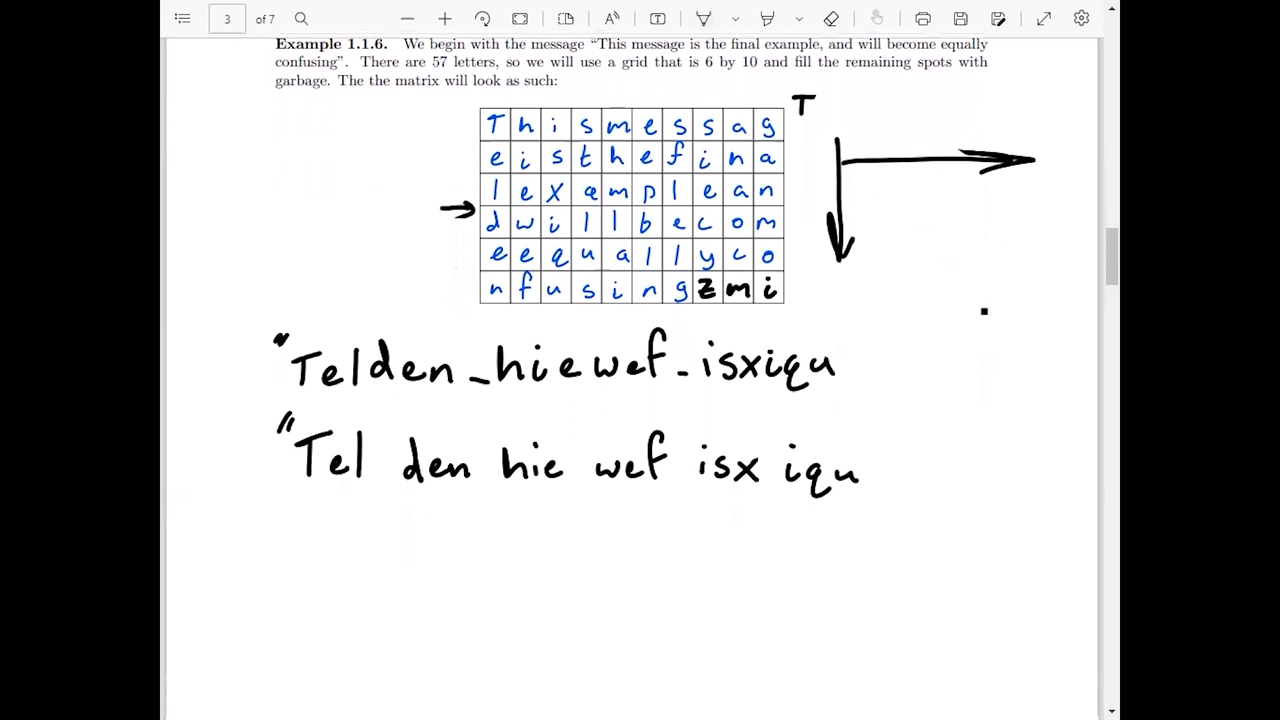 3 of 7
Example 1.1.6. We begin with the message “This message is the final example, and will become equally
confusing”. There are 57 letters, so we will use a grid that is 6 by 10 and fill the remaining spots with
garbage. The the matrix will look as such:
T
T h i s m e s s a g
e i s t h e f i n a
l e x a m p l e a n
d w i l l b e c o m
e e q u a l l y c o
n f u s i n g z m i
"Telden_hiewef-isxiqu
"Tel den hie wef isx iqu